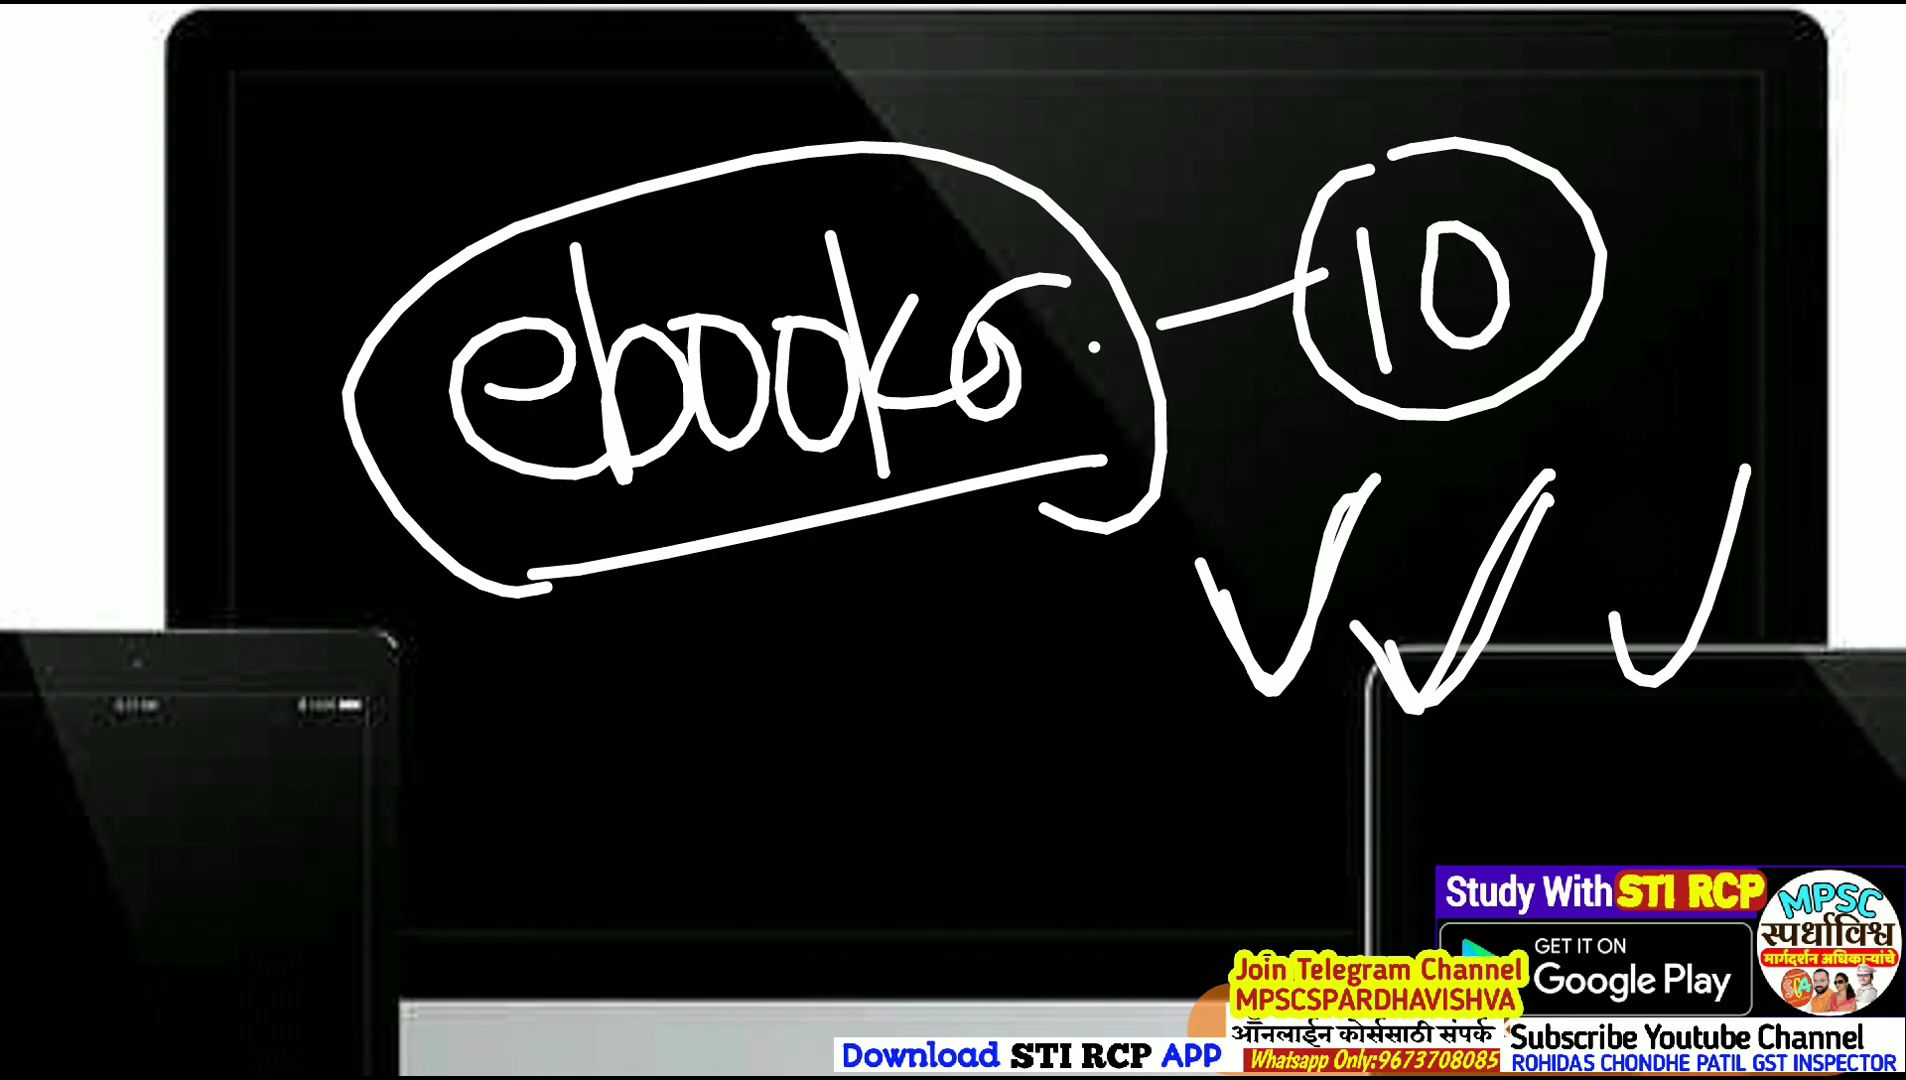 ebooks
10
Study With STI RCP
MPSC
स्पर्धाविश्व
मार्गदर्शन अधिकाऱ्यांचे
GET IT ON
Google Play
Join Telegram Channel
MPSCSPARDHAVISHVA
ऑनलाईन कोर्ससाठी संपर्क
Whatsapp Only:9673708085
Download STI RCP APP
Subscribe Youtube Channel
ROHIDAS CHONDHE PATIL GST INSPECTOR